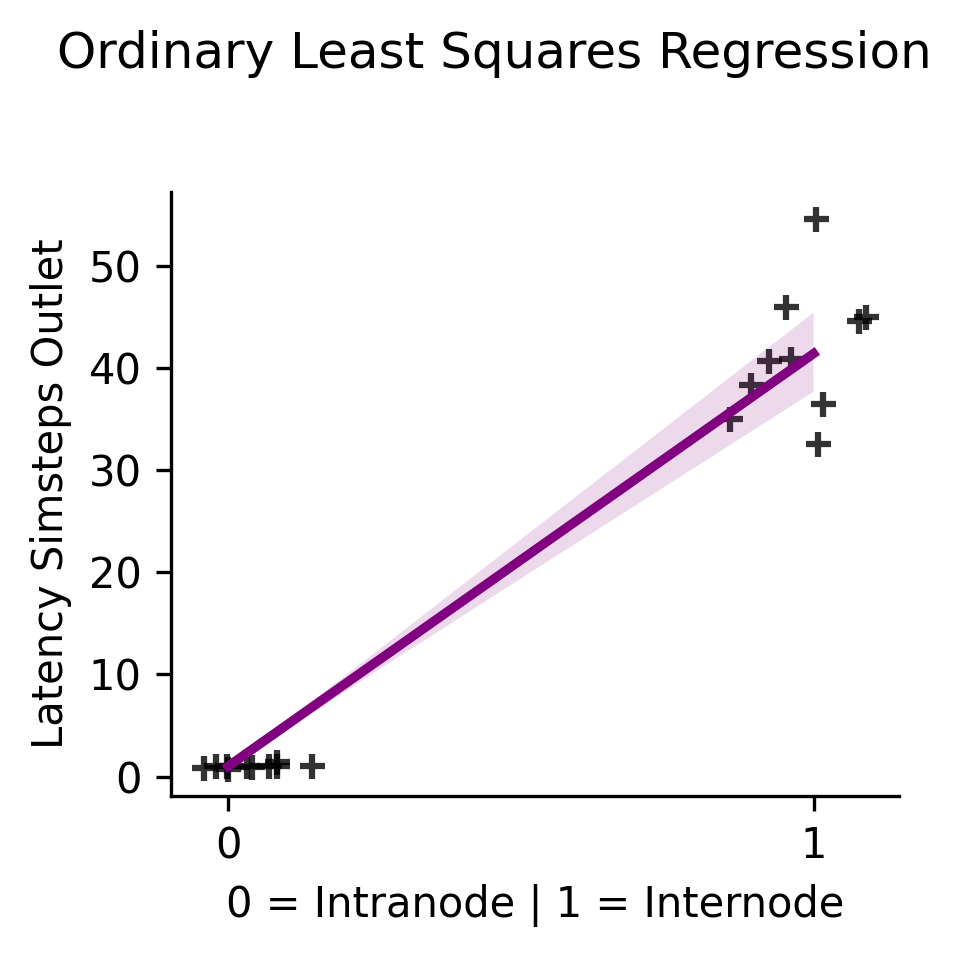 Ordinary Least Squares Regression
Latency Simsteps Outlet
50
40
30
20
10
0
0 1
0 = Intranode | 1 = Internode